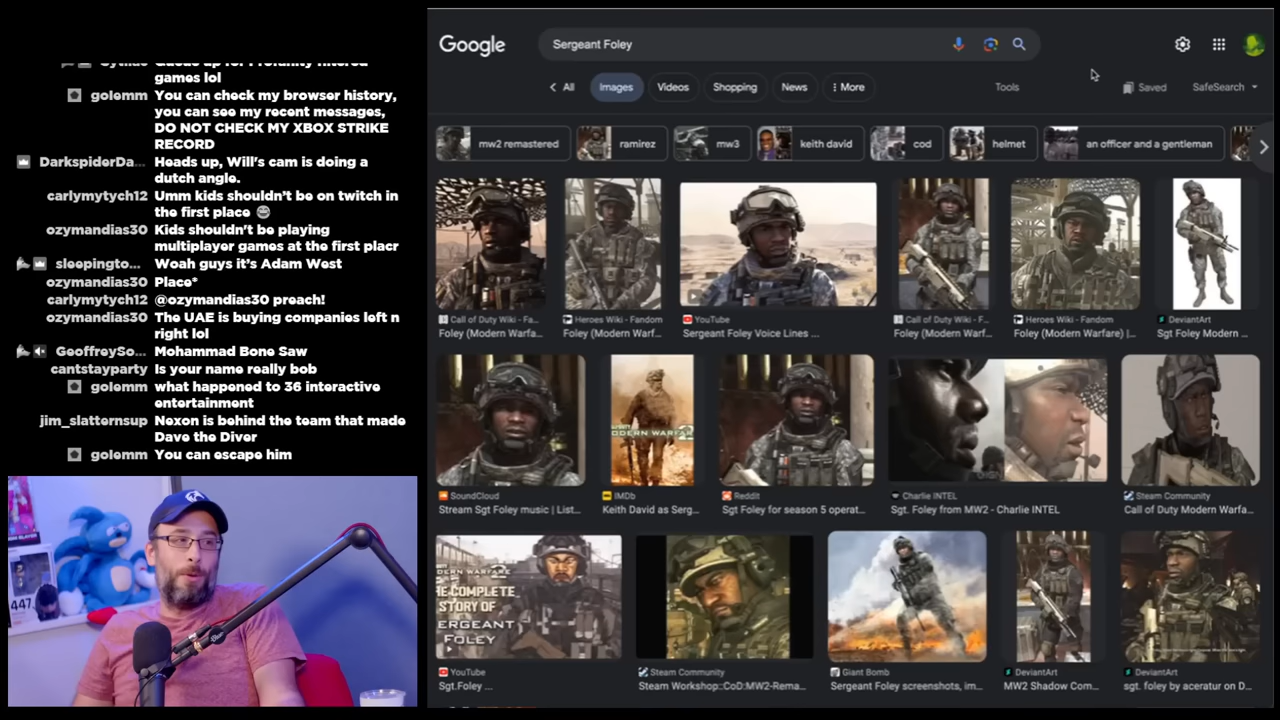 games lol
golemm You can check my browser history,
you can see my recent messages,
DO NOT CHECK MY XBOX STRIKE
RECORD
DarkspiderDa... Heads up, Will's cam is doing a
dutch angle.
carlymytych12 Umm kids shouldn't be on twitch in
the first place
ozymandias30 Kids shouldn't be playing
multiplayer games at the first placr
sleepingto... Woah guys it's Adam West
ozymandias30 Place*
carlymytych12 @ozymandias30 preach!
ozymandias30 The UAE is buying companies left n
right lol
GeoffreySo... Mohammad Bone Saw
cantstayparty Is your name really bob
golemm what happened to 36 interactive
entertainment
jim_slatternsup Nexon is behind the team that made
Dave the Diver
golemm You can escape him
447
Google
Sergeant Foley
All Images Videos Shopping News More Tools Saved SafeSearch
mw2 remastered ramirez mw3 keith david cod helmet an officer and a gentleman
Call of Duty Wiki - Fa... Heroes Wiki - Fandom YouTube Call of Duty Wiki - F... Heroes Wiki - Fandom DeviantArt
Foley (Modern Warfa... Foley (Modern Warf... Sergeant Foley Voice Lines ... Foley (Modern Warf... Foley (Modern Warfare) |... Sgt Foley Modern ...
MODERN WARFARE 2
SoundCloud IMDb Reddit Charlie INTEL Steam Community
Stream Sgt Foley music | List... Keith David as Serg... Sgt Foley for season 5 operat... Sgt. Foley from MW2 - Charlie INTEL Call of Duty Modern Warfa...
DERN WARFARE
HE COMPLETE
STORY OF
ERGEANT
FOLEY
YouTube Steam Community Giant Bomb DeviantArt DeviantArt
Sgt.Foley ... Steam Workshop::CoD:MW2-Rema... Sergeant Foley screenshots, im... MW2 Shadow Com... sgt. foley by aceratur on D...